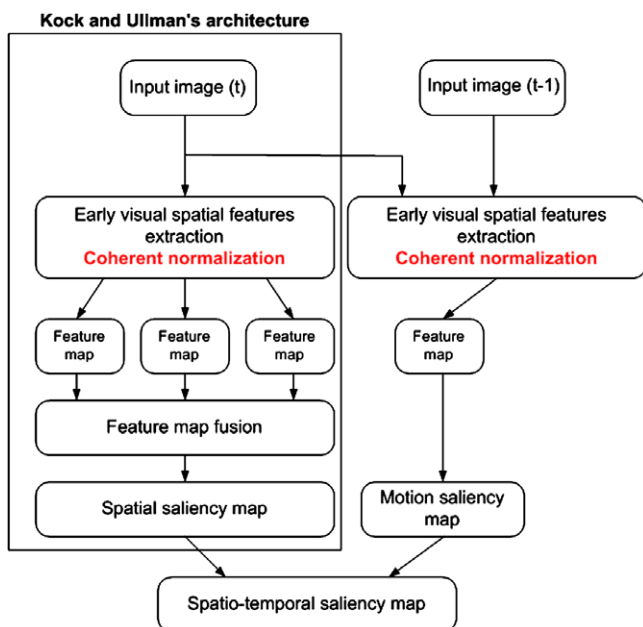 Kock and Ullman's architecture
Input image (t)
Input image (t-1)
Early visual spatial features
extraction
Coherent normalization
Early visual spatial features
extraction
Coherent normalization
Feature
map
Feature
map
Feature
map
Feature
map
Feature map fusion
Spatial saliency map
Motion saliency
map
Spatio-temporal saliency map